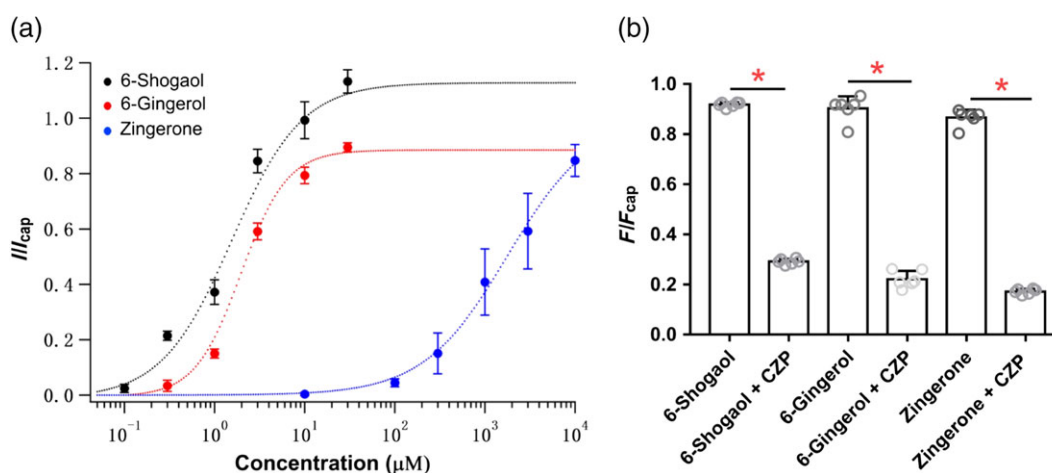 (a)
6-Shogaol
6-Gingerol
Zingerone
I/Icap
1.2
1.0
0.8
0.6
0.4
0.2
0.0
10⁻¹ 10⁰ 10¹ 10² 10³ 10⁴
Concentration (μM)
(b)
* * *
F/Fcap
1.0
0.8
0.6
0.4
0.2
0.0
6-Shogaol
6-Shogaol + CZP
6-Gingerol
6-Gingerol + CZP
Zingerone
Zingerone + CZP